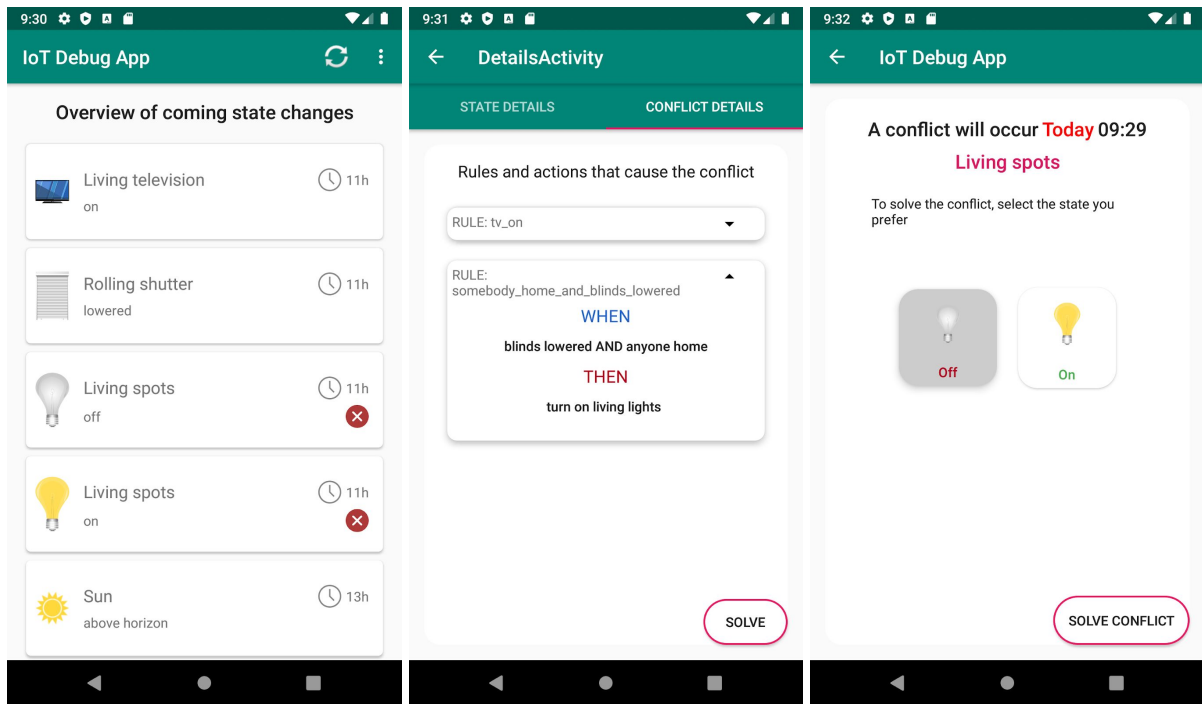 9:30
IoT Debug App
Overview of coming state changes
Living television
11h
on
Rolling shutter
11h
lowered
Living spots
11h
off
Living spots
11h
on
Sun
13h
above horizon
9:31
DetailsActivity
STATE DETAILS
CONFLICT DETAILS
Rules and actions that cause the conflict
RULE: tv_on
RULE:
somebody_home_and_blinds_lowered
WHEN
blinds lowered AND anyone home
THEN
turn on living lights
SOLVE
9:32
IoT Debug App
A conflict will occur Today 09:29
Living spots
To solve the conflict, select the state you
prefer
Off
On
SOLVE CONFLICT